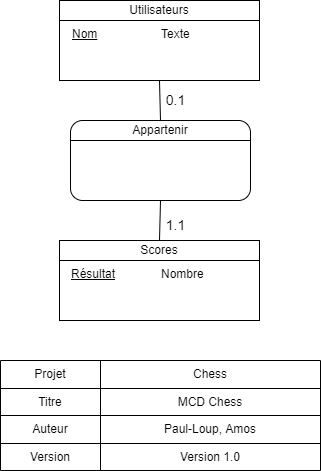 Utilisateurs
Nom Texte
0.1
Appartenir
1.1
Scores
Résultat Nombre
Projet Chess
Titre MCD Chess
Auteur Paul-Loup, Amos
Version Version 1.0